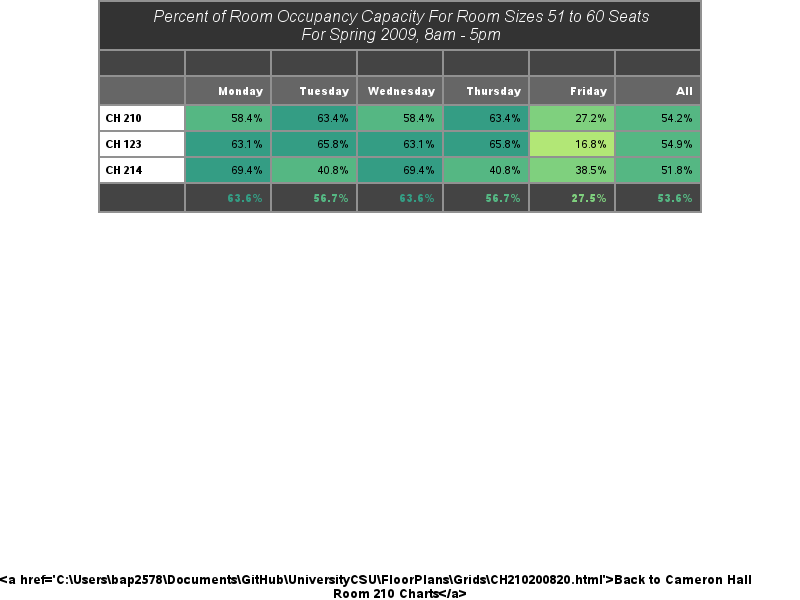 Percent of Room Occupancy Capacity For Room Sizes 51 to 60 Seats
For Spring 2009, 8am - 5pm
Monday Tuesday Wednesday Thursday Friday All
CH 210 58.4% 63.4% 58.4% 63.4% 27.2% 54.2%
CH 123 63.1% 65.8% 63.1% 65.8% 16.8% 54.9%
CH 214 69.4% 40.8% 69.4% 40.8% 38.5% 51.8%
63.6% 56.7% 63.6% 56.7% 27.5% 53.6%
<a href='C:\Users\bap2578\Documents\GitHub\UniversityCSU\FloorPlans\Grids\CH210200820.html'>Back to Cameron Hall
Room 210 Charts</a>